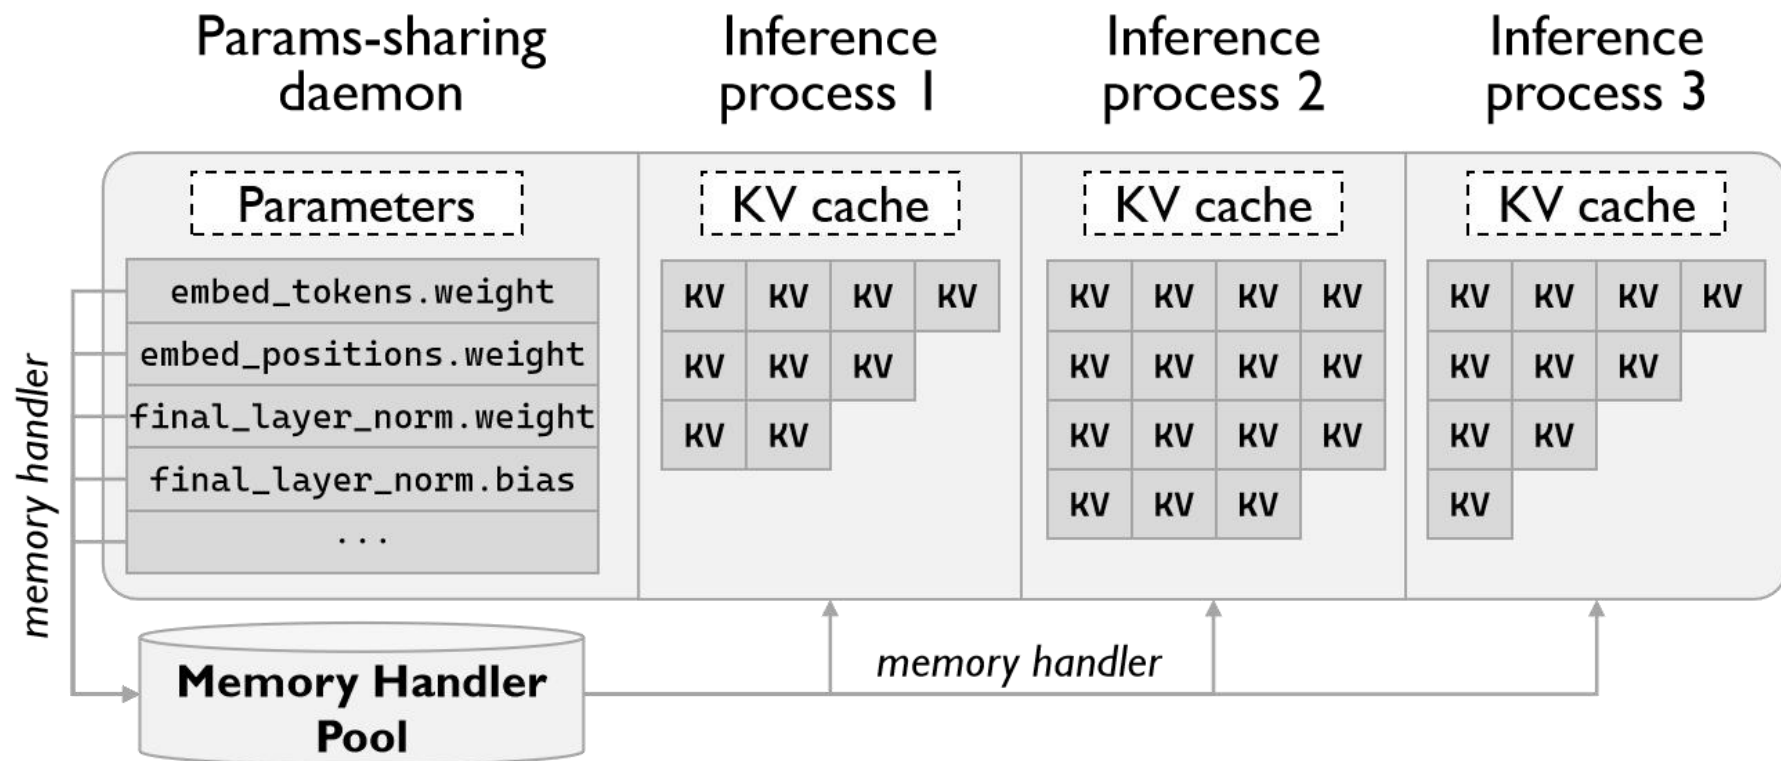 Params-sharing
daemon
Inference
process 1
Inference
process 2
Inference
process 3
Parameters
KV cache
KV cache
KV cache
embed_tokens.weight
embed_positions.weight
final_layer_norm.weight
final_layer_norm.bias
...
KV KV KV KV
KV KV KV
KV KV
KV KV KV KV
KV KV KV KV
KV KV KV KV
KV KV KV
KV KV KV KV
KV KV KV
KV KV
KV
memory handler
Memory Handler
Pool
memory handler